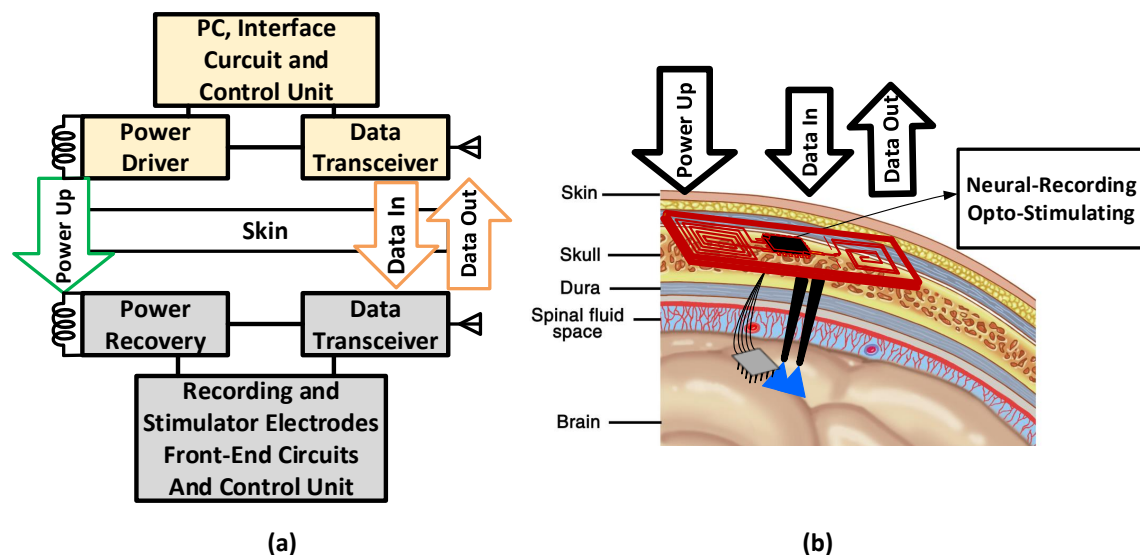 PC, Interface
Curcuit and
Control Unit
Power
Driver
Data
Transceiver
Power Up
Skin
Data In
Data Out
Power
Recovery
Data
Transceiver
Recording and
Stimulator Electrodes
Front-End Circuits
And Control Unit
(a)
Power Up
Data In
Data Out
Neural-Recording
Opto-Stimulating
Skin
Skull
Dura
Spinal fluid
space
Brain
(b)